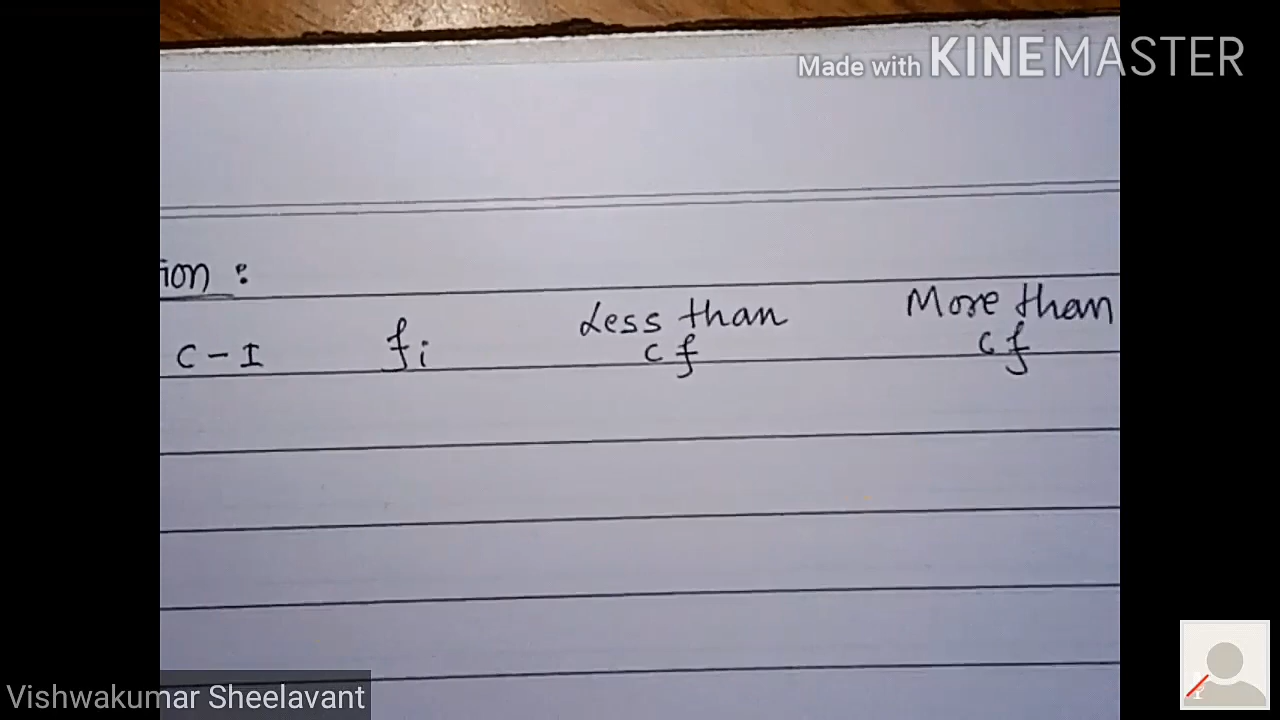 Made with KINEMASTER
ion :
C-I fi Less than cf More than cf
Vishwakumar Sheelavant